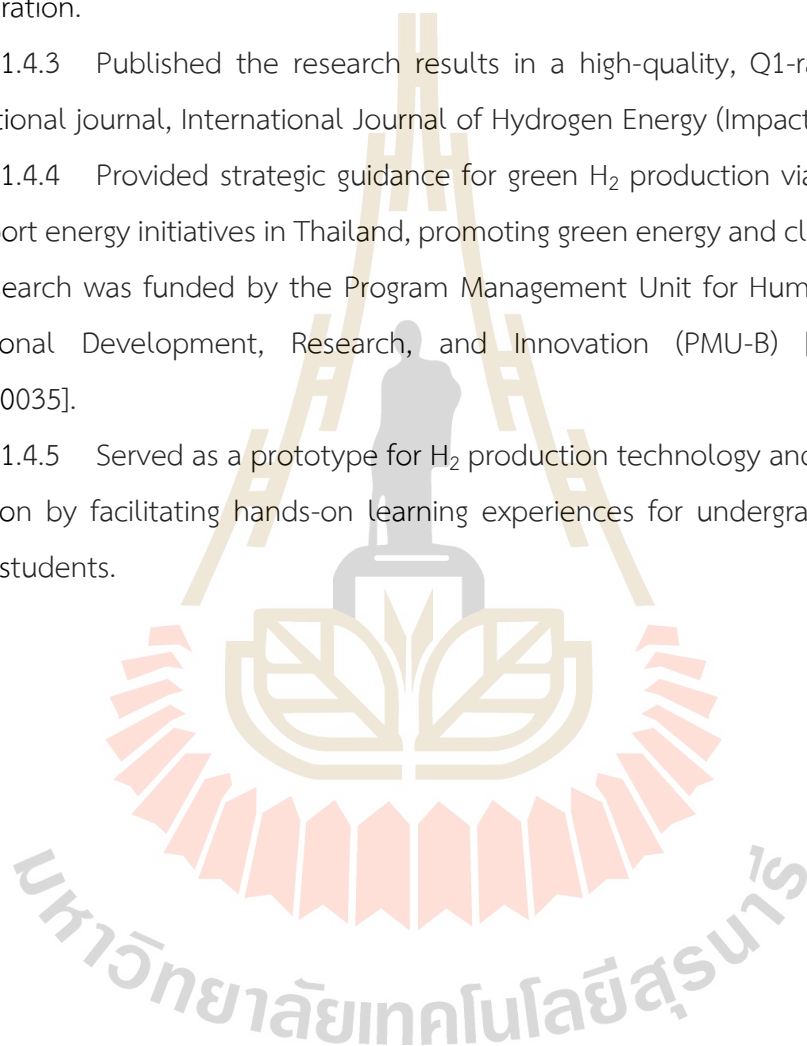 ration.
1.4.3 Published the research results in a high-quality, Q1-ra
tional journal, International Journal of Hydrogen Energy (Impact
1.4.4 Provided strategic guidance for green H₂ production via
port energy initiatives in Thailand, promoting green energy and cl
search was funded by the Program Management Unit for Hum
ional Development, Research, and Innovation (PMU-B) [
0035].
1.4.5 Served as a prototype for H₂ production technology and
on by facilitating hands-on learning experiences for undergra
students.
มหาวิทยาลัยเทคโนโลยีสุรนารี